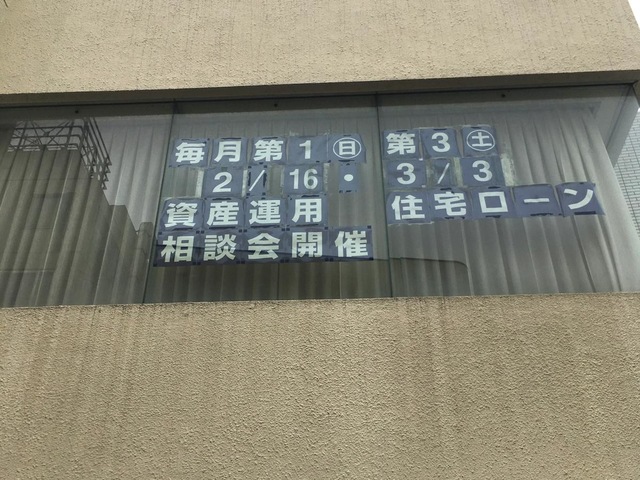 毎月第1㊐ 第3㊏
2/16・3/3
資産運用 住宅ローン
相談会開催